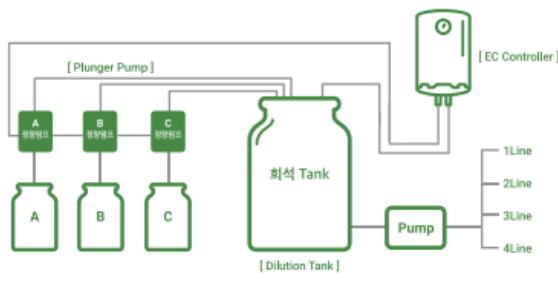 [ EC Controller ]
[ Plunger Pump ]
A
정량펌프
B
정량펌프
C
정량펌프
1Line
희석 Tank
2Line
A
B
C
3Line
Pump
4Line
[ Dilution Tank ]